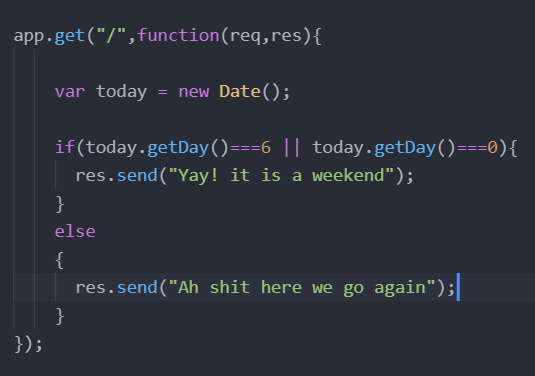 app.get("/",function(req,res){
var today = new Date();
if(today.getDay()===6 || today.getDay()===0){
res.send("Yay! it is a weekend");
}
else
{
res.send("Ah shit here we go again");
}
});